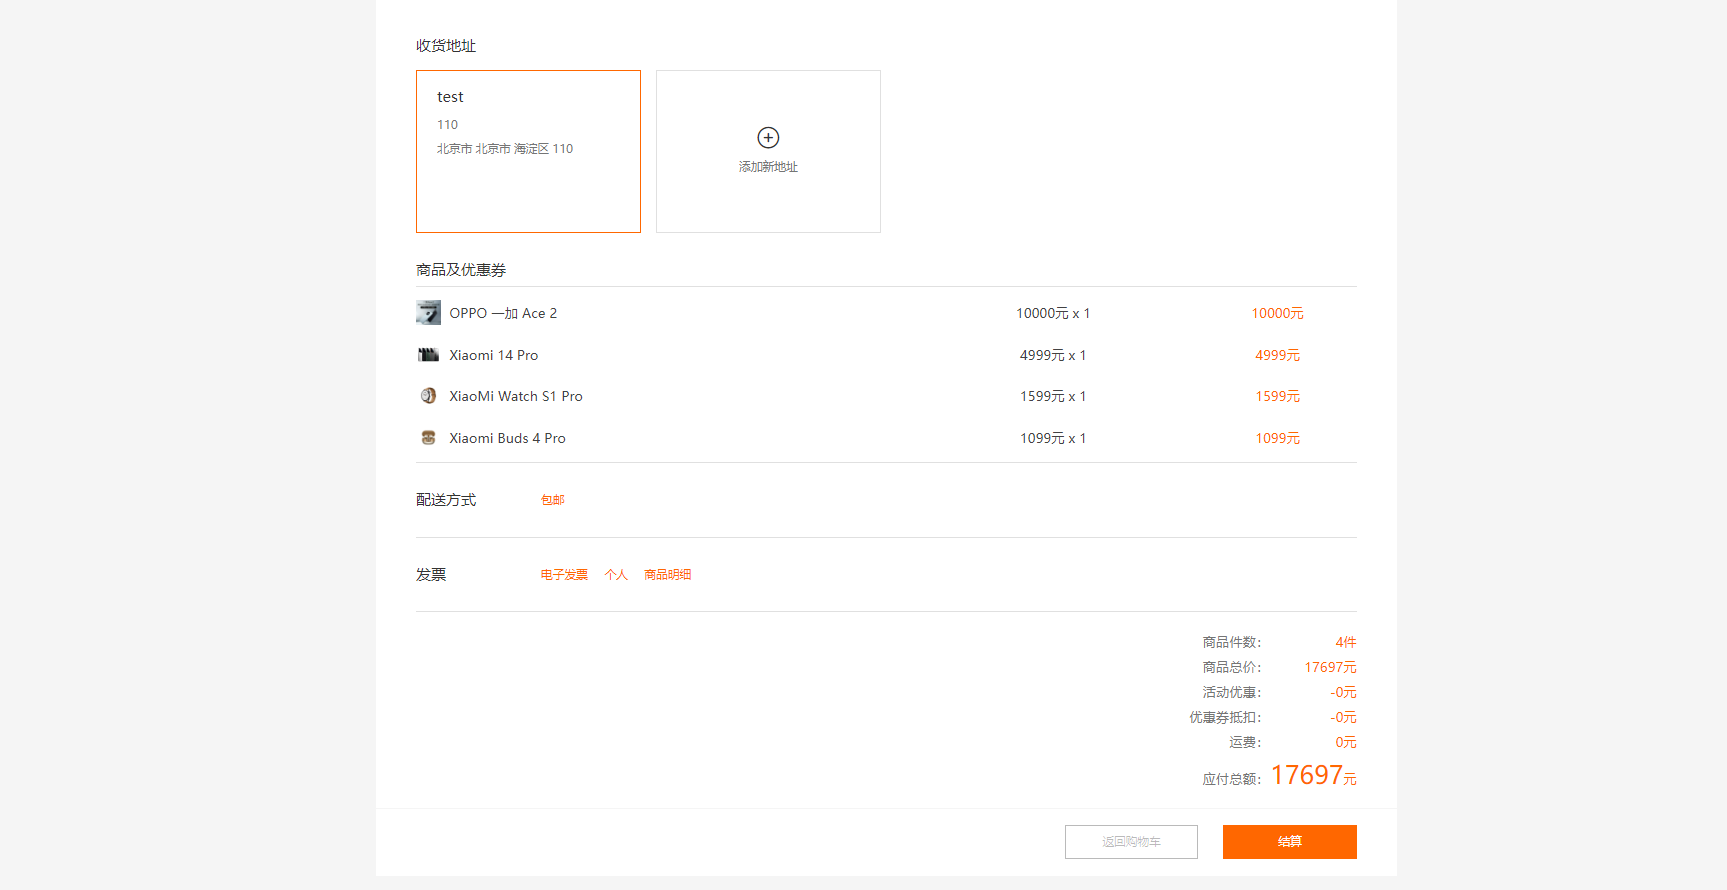 收货地址
test
110
北京市 北京市 海淀区 110
添加新地址
商品及优惠券
OPPO 一加 Ace 2 10000元 x 1 10000元
Xiaomi 14 Pro 4999元 x 1 4999元
XiaoMi Watch S1 Pro 1599元 x 1 1599元
Xiaomi Buds 4 Pro 1099元 x 1 1099元
配送方式 包邮
发票 电子发票 个人 商品明细
商品件数： 4件
商品总价： 17697元
活动优惠： -0元
优惠券抵扣： -0元
运费： 0元
应付总额： 17697元
返回购物车 结算